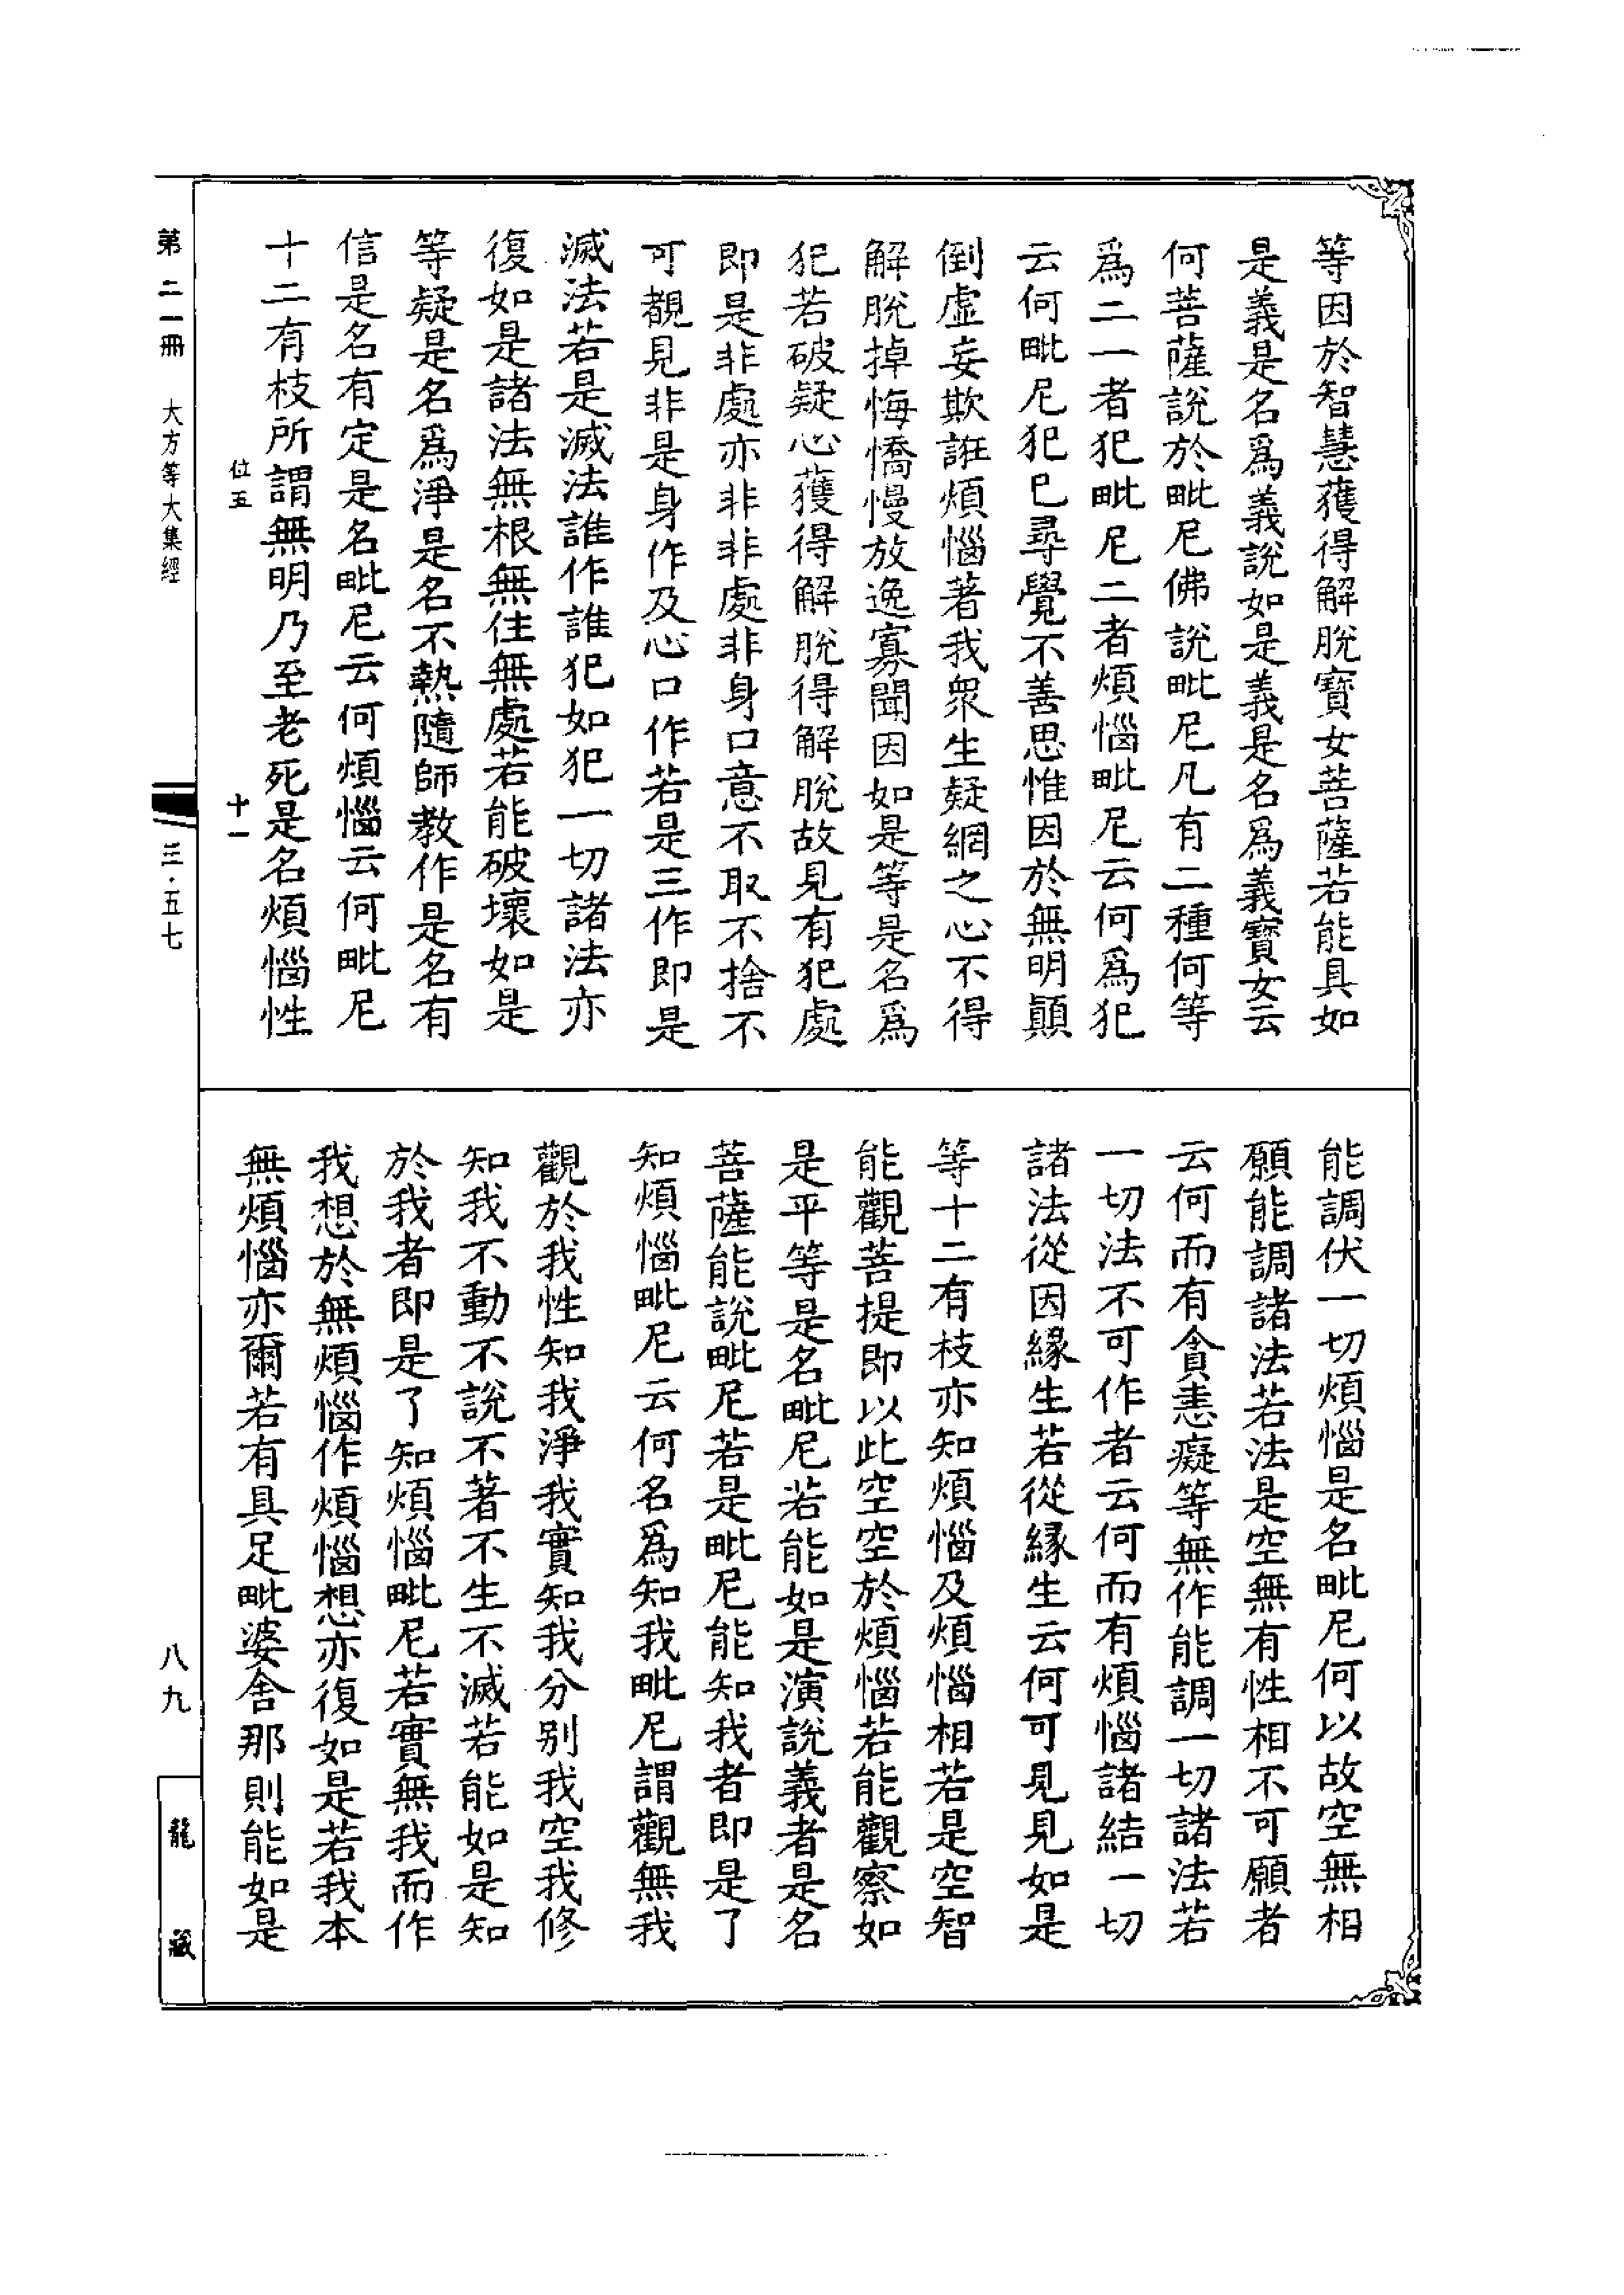 等因於智慧獲得解脫寶女菩薩若能具如
是義是名爲義說如是義是名爲義寶女云
何菩薩說於毗尼佛說毗尼凡有二種何等
爲二一者犯毗尼二者煩惱毗尼云何爲犯
云何毗尼犯已尋覺不善思惟因於無明顚
倒虛妄欺誑煩惱著我衆生疑網之心不得
解脫掉悔憍慢放逸寡聞因如是等是名爲
犯若破疑心獲得解脫得解脫故見有犯處
即是非處亦非非處非身口意不取不捨不
可覩見非是身作及心口作若是三作即是
滅法若是滅法誰作誰犯如犯一切諸法亦
復如是諸法無根無住無處若能破壞如是
等疑是名爲淨是名不熱隨師教作是名有
信是名有定是名毗尼云何煩惱云何毗尼
十二有枝所謂無明乃至老死是名煩惱性
能調伏一切煩惱是名毗尼何以故空無相
願能調諸法若法是空無有性相不可願者
云何而有貪恚癡等無作能調一切諸法若
一切法不可作者云何而有煩惱諸結一切
諸法從因緣生若從緣生云何可見見如是
等十二有枝亦知煩惱及煩惱相若是空智
能觀菩提即以此空空於煩惱若能觀察如
是平等是名毗尼若能如是演說義者是名
菩薩能說毗尼若是毗尼能知我者即是了
知煩惱毗尼云何名爲知我毗尼謂觀無我
觀於我性知我淨我實知我分別我空我修
知我不動不說不著不生不滅若能如是知
於我者即是了知煩惱毗尼若實無我而作
我想於無煩惱作煩惱想亦復如是若我本
無煩惱亦爾若有具足毗婆舍那則能如是
位五
十一
第二一冊 大方等大集經
三·五七
八九
龍藏